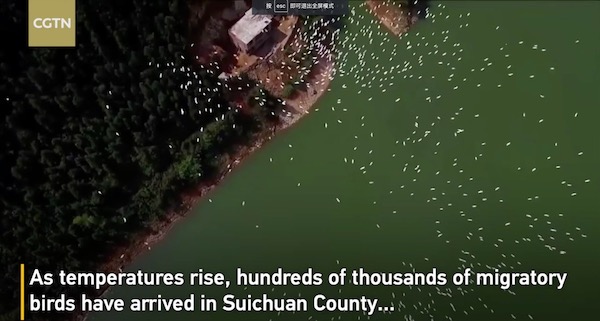 CGTN
按 esc 即可退出全屏模式
As temperatures rise, hundreds of thousands of migratory
birds have arrived in Suichuan County...